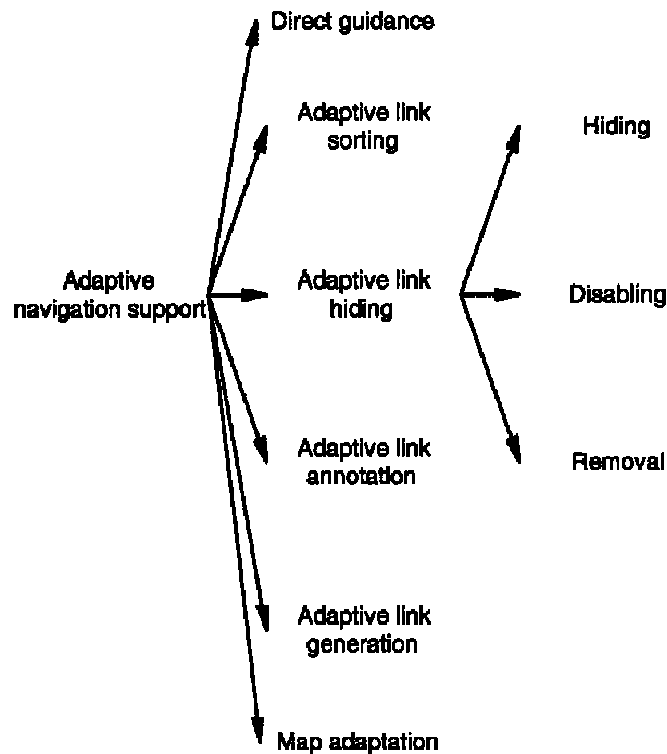 Direct guidance
Adaptive link
sorting
Hiding
Adaptive
navigation support
Adaptive link
hiding
Disabling
Adaptive link
annotation
Removal
Adaptive link
generation
Map adaptation